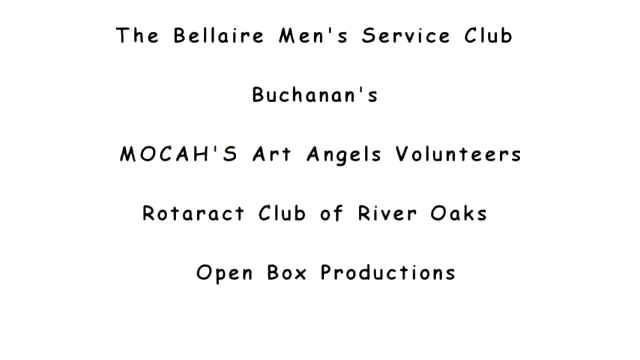 The Bellaire Men's Service Club
Buchanan's
MOCAH'S Art Angels Volunteers
Rotaract Club of River Oaks
Open Box Productions